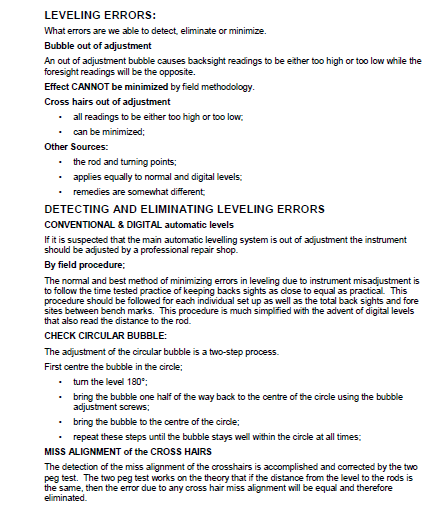 LEVELING ERRORS:
What errors are we able to detect, eliminate or minimize.
Bubble out of adjustment
An out of adjustment bubble causes backsight readings to be either too high or too low while the
foresight readings will be the opposite.
Effect CANNOT be minimized by field methodology.
Cross hairs out of adjustment
• all readings to be either too high or too low;
• can be minimized;
Other Sources:
• the rod and turning points;
• applies equally to normal and digital levels;
• remedies are somewhat different;
DETECTING AND ELIMINATING LEVELING ERRORS
CONVENTIONAL & DIGITAL automatic levels
If it is suspected that the main automatic levelling system is out of adjustment the instrument
should be adjusted by a professional repair shop.
By field procedure;
The normal and best method of minimizing errors in leveling due to instrument misadjustment is
to follow the time tested practice of keeping backs sights as close to equal as practical. This
procedure should be followed for each individual set up as well as the total back sights and fore
sites between bench marks. This procedure is much simplified with the advent of digital levels
that also read the distance to the rod.
CHECK CIRCULAR BUBBLE:
The adjustment of the circular bubble is a two-step process.
First centre the bubble in the circle;
• turn the level 180°;
• bring the bubble one half of the way back to the centre of the circle using the bubble
adjustment screws;
• bring the bubble to the centre of the circle;
• repeat these steps until the bubble stays well within the circle at all times;
MISS ALIGNMENT of the CROSS HAIRS
The detection of the miss alignment of the crosshairs is accomplished and corrected by the two
peg test. The two peg test works on the theory that if the distance from the level to the rods is
the same, then the error due to any cross hair miss alignment will be equal and therefore
eliminated.